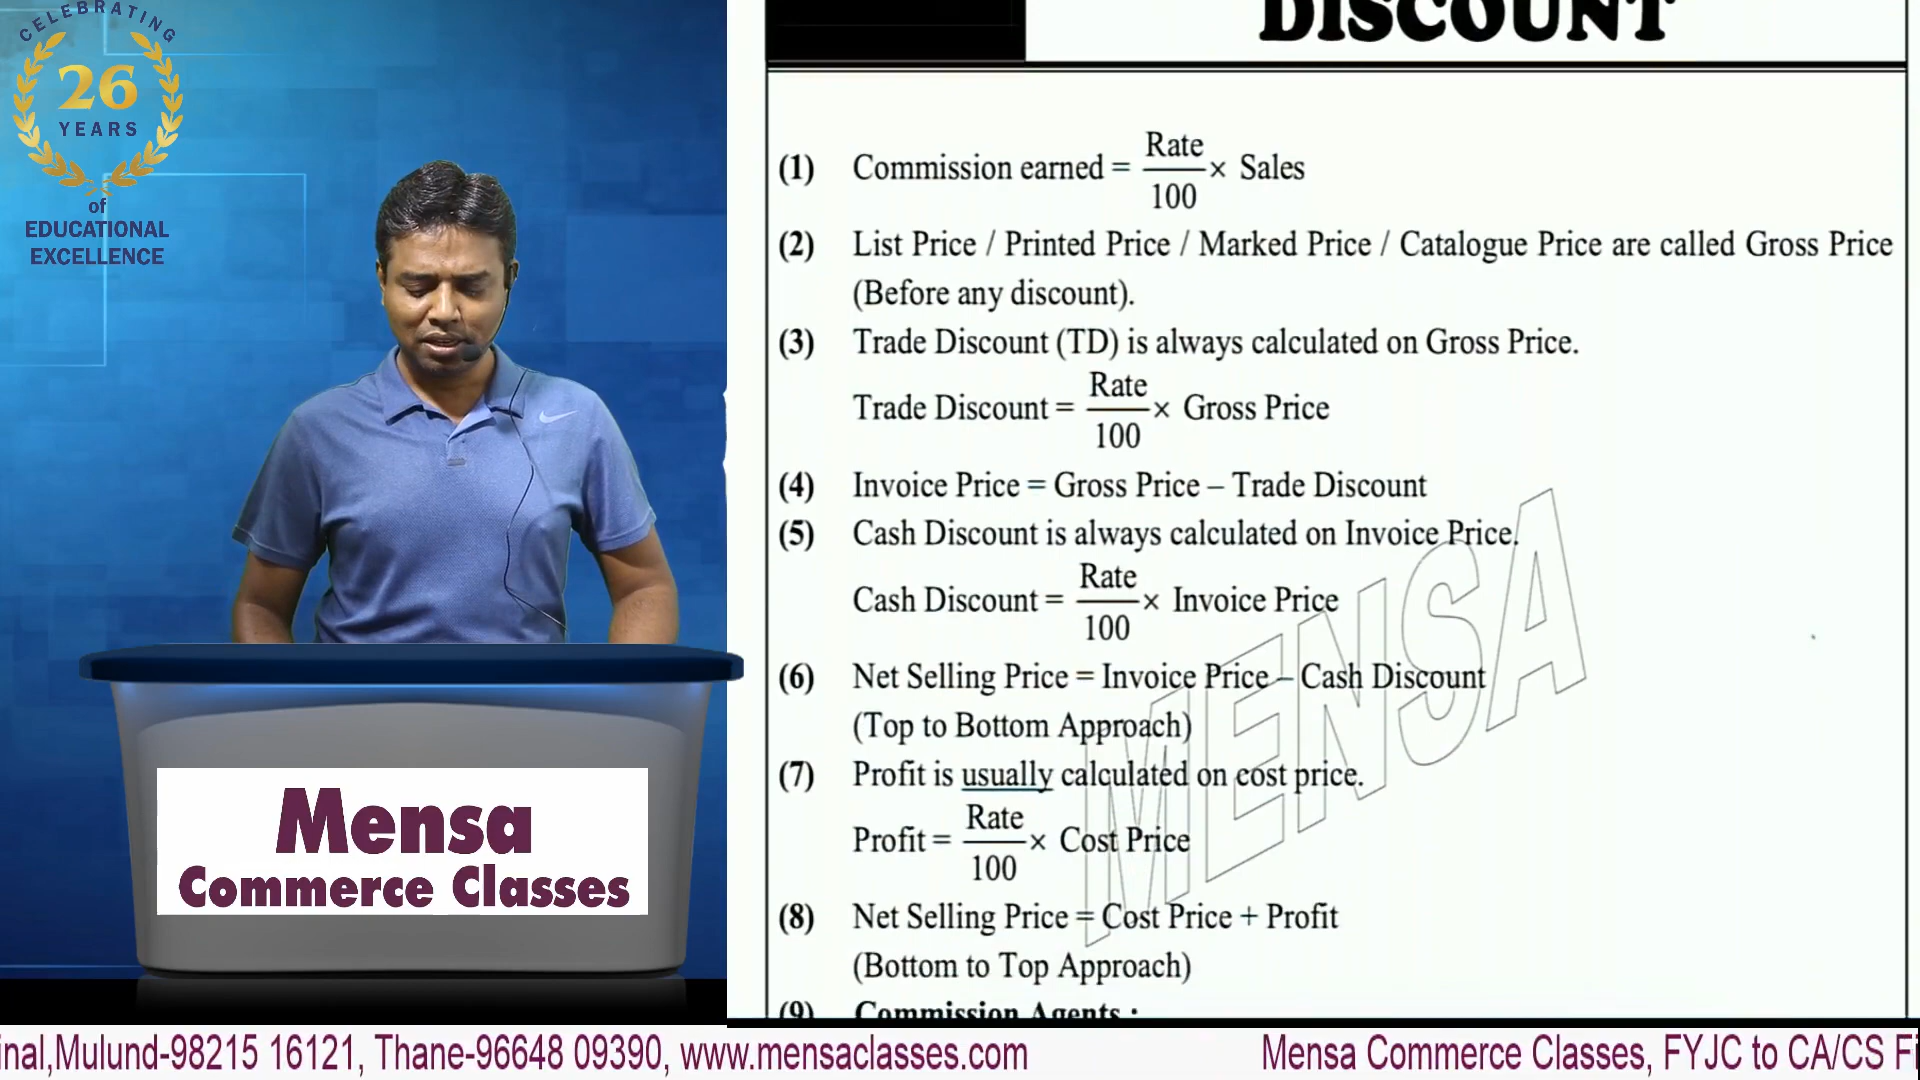 CELEBRATING
26
YEARS
of
EDUCATIONAL
EXCELLENCE
Mensa
Commerce Classes
DISCOUNT
(1) Commission earned = Rate/100 × Sales
(2) List Price / Printed Price / Marked Price / Catalogue Price are called Gross Price
(Before any discount).
(3) Trade Discount (TD) is always calculated on Gross Price.
Trade Discount = Rate/100 × Gross Price
(4) Invoice Price = Gross Price – Trade Discount
(5) Cash Discount is always calculated on Invoice Price.
Cash Discount = Rate/100 × Invoice Price
(6) Net Selling Price = Invoice Price – Cash Discount
(Top to Bottom Approach)
(7) Profit is usually calculated on cost price.
Profit = Rate/100 × Cost Price
(8) Net Selling Price = Cost Price + Profit
(Bottom to Top Approach)
(9) Commission Agents :
MENSA
inal,Mulund-98215 16121, Thane-96648 09390, www.mensaclasses.com Mensa Commerce Classes, FYJC to CA/CS Fi